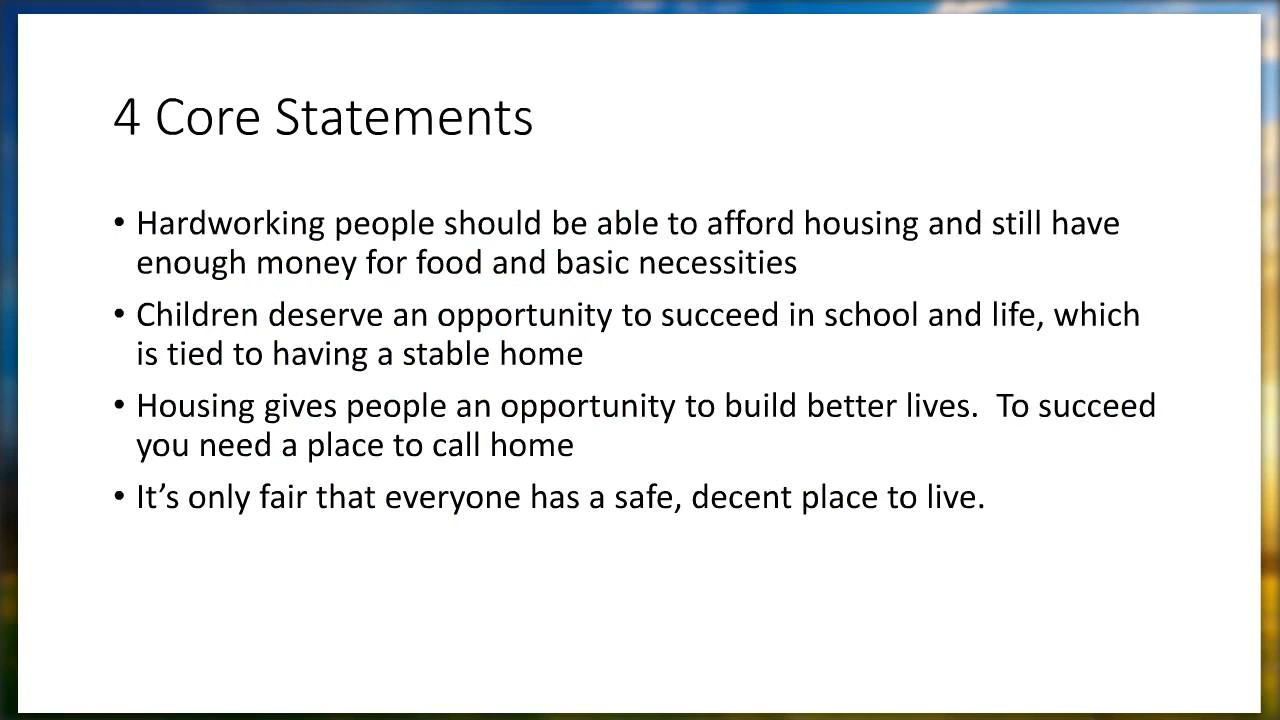 4 Core Statements
• Hardworking people should be able to afford housing and still have
enough money for food and basic necessities
• Children deserve an opportunity to succeed in school and life, which
is tied to having a stable home
• Housing gives people an opportunity to build better lives.  To succeed
you need a place to call home
• It’s only fair that everyone has a safe, decent place to live.